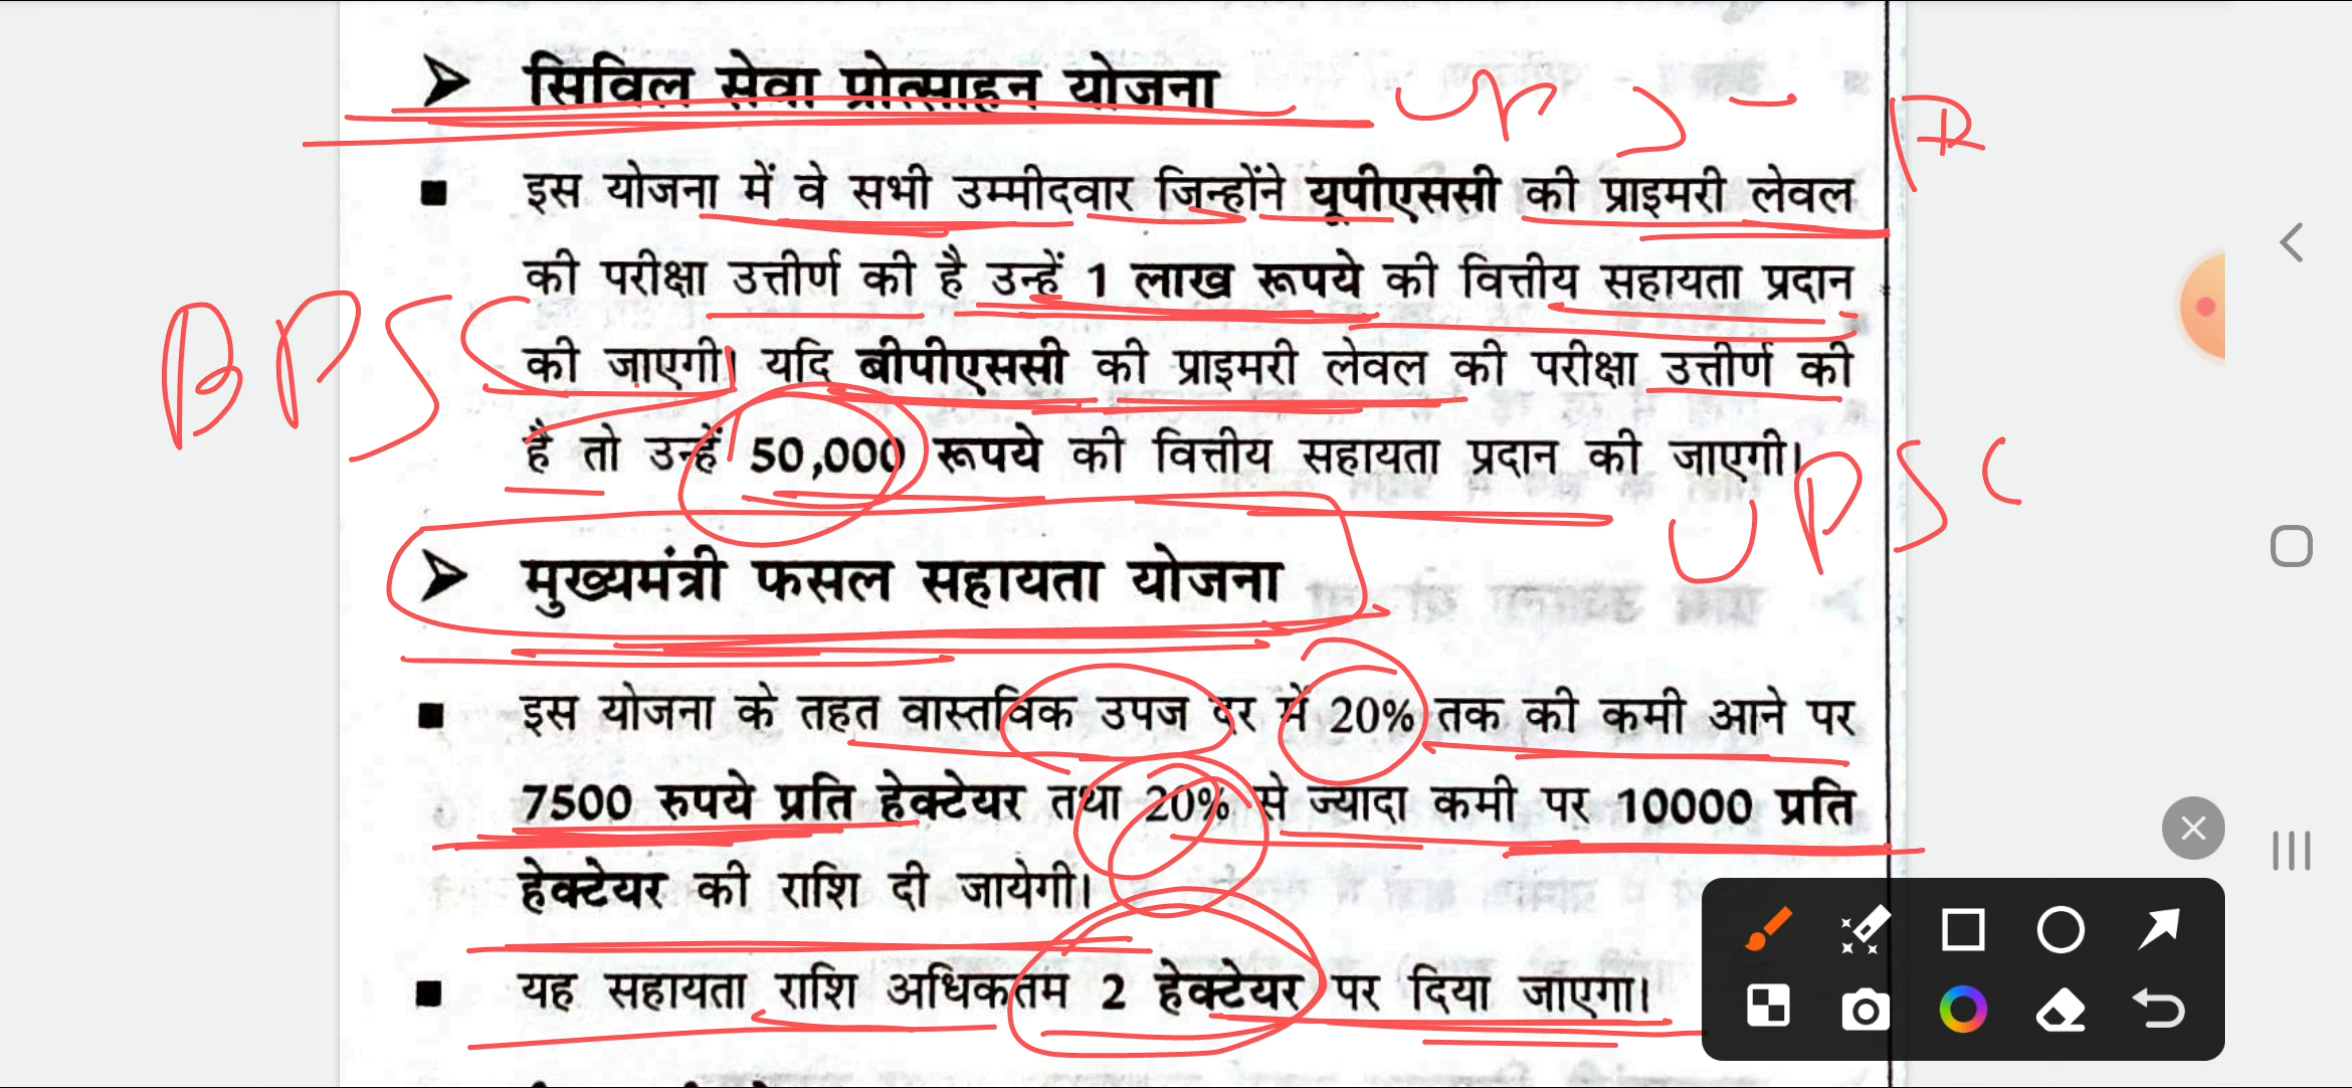 ➤ सिविल सेवा प्रोत्साहन योजना
UPS - P
■ इस योजना में वे सभी उम्मीदवार जिन्होंने यूपीएससी की प्राइमरी लेवल
की परीक्षा उत्तीर्ण की है उन्हें 1 लाख रूपये की वित्तीय सहायता प्रदान
BPSC
की जाएगी। यदि बीपीएससी की प्राइमरी लेवल की परीक्षा उत्तीर्ण की
है तो उन्हें 50,000 रूपये की वित्तीय सहायता प्रदान की जाएगी।
UPSC
➤ मुख्यमंत्री फसल सहायता योजना
■ इस योजना के तहत वास्तविक उपज दर में 20% तक की कमी आने पर
7500 रुपये प्रति हेक्टेयर तथा 20% से ज्यादा कमी पर 10000 प्रति
हेक्टेयर की राशि दी जायेगी।
■ यह सहायता राशि अधिकतम 2 हेक्टेयर पर दिया जाएगा।